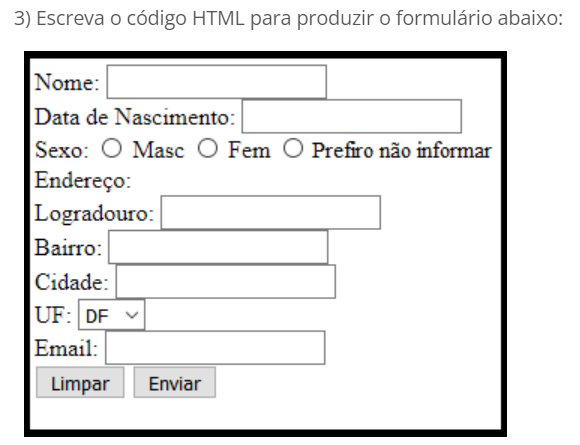 3) Escreva o código HTML para produzir o formulário abaixo:
Nome:
Data de Nascimento:
Sexo: Masc Fem Prefiro não informar
Endereço:
Logradouro:
Bairro:
Cidade:
UF: DF
Email:
Limpar Enviar